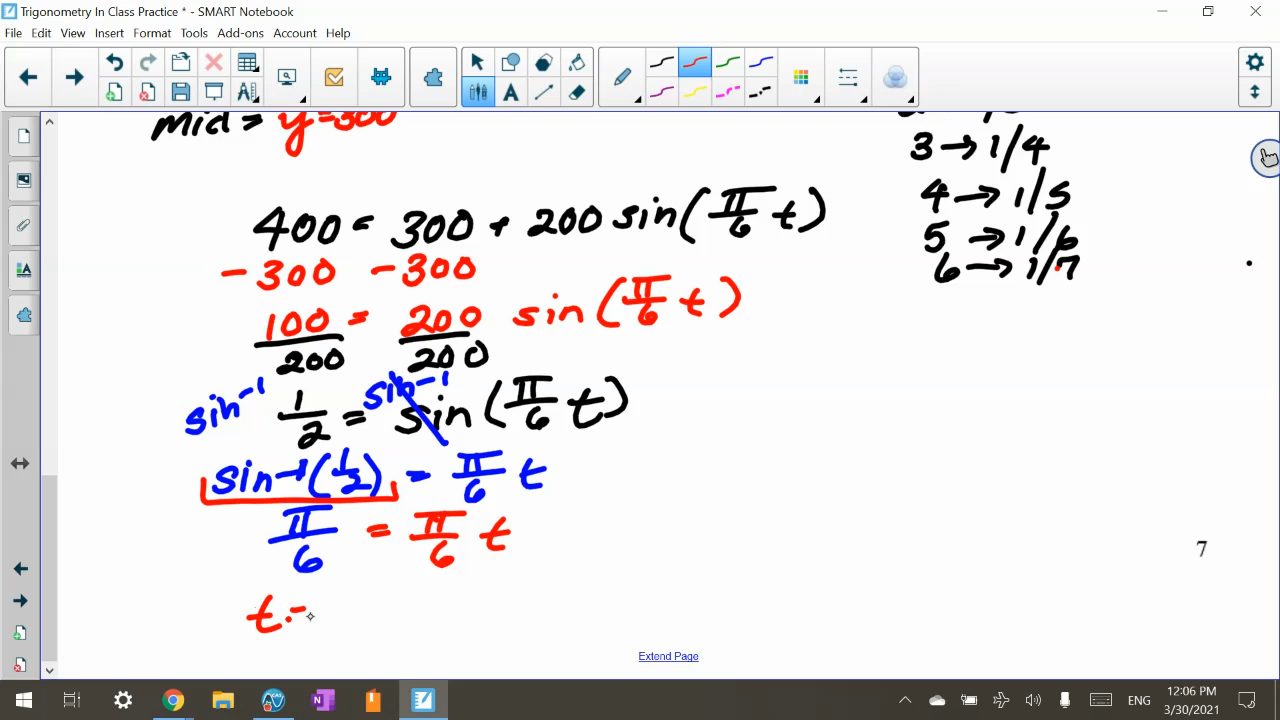 Trigonometry In Class Practice * - SMART Notebook
File Edit View Insert Format Tools Add-ons Account Help
Mid = y=300
3 → 1/4
4 → 1/5
5 → 1/6
6 → 1/7
400 = 300 + 200 sin(π/6 t)
- 300 - 300
100 = 200 sin(π/6 t)
200 200
sin⁻¹ 1/2 = sin⁻¹ sin(π/6 t)
sin⁻¹(1/2) = π/6 t
π/6 = π/6 t
t =
7
Extend Page
ENG
12:06 PM
3/30/2021